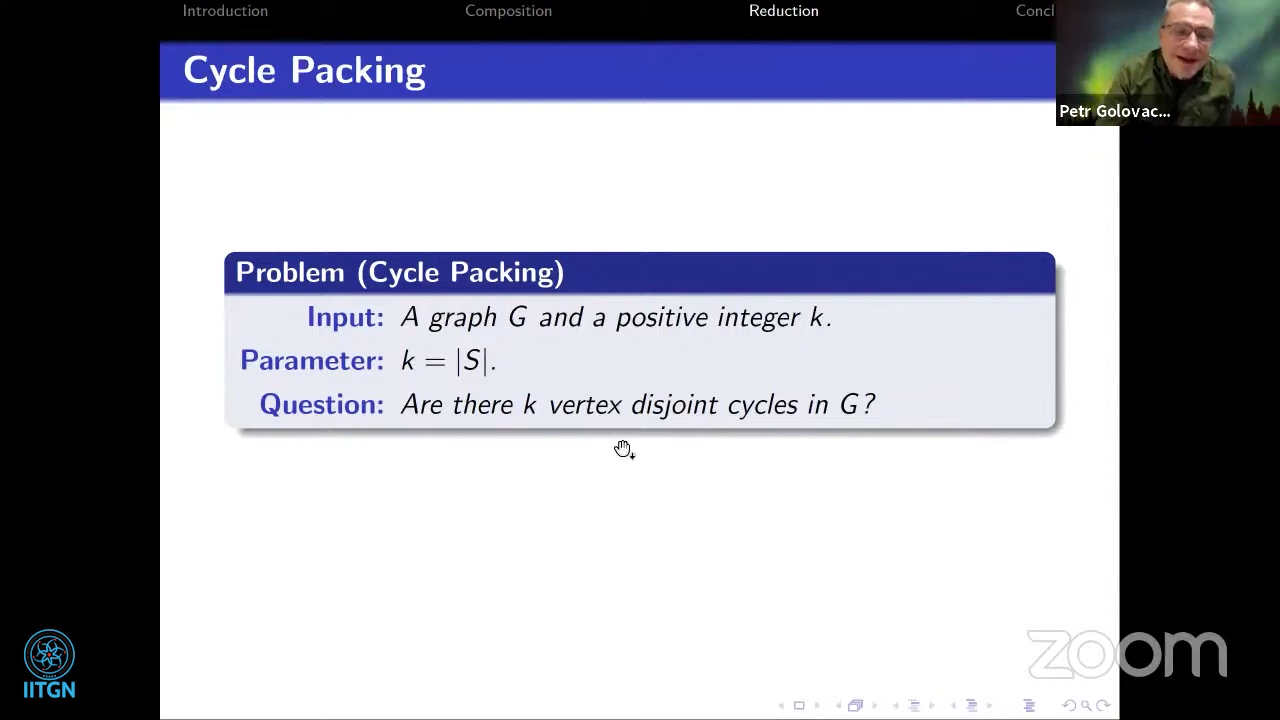 Introduction Composition Reduction Concl
Cycle Packing
Petr Golovac...
Problem (Cycle Packing)
Input: A graph G and a positive integer k.
Parameter: k = |S|.
Question: Are there k vertex disjoint cycles in G?
IITGN
zoom